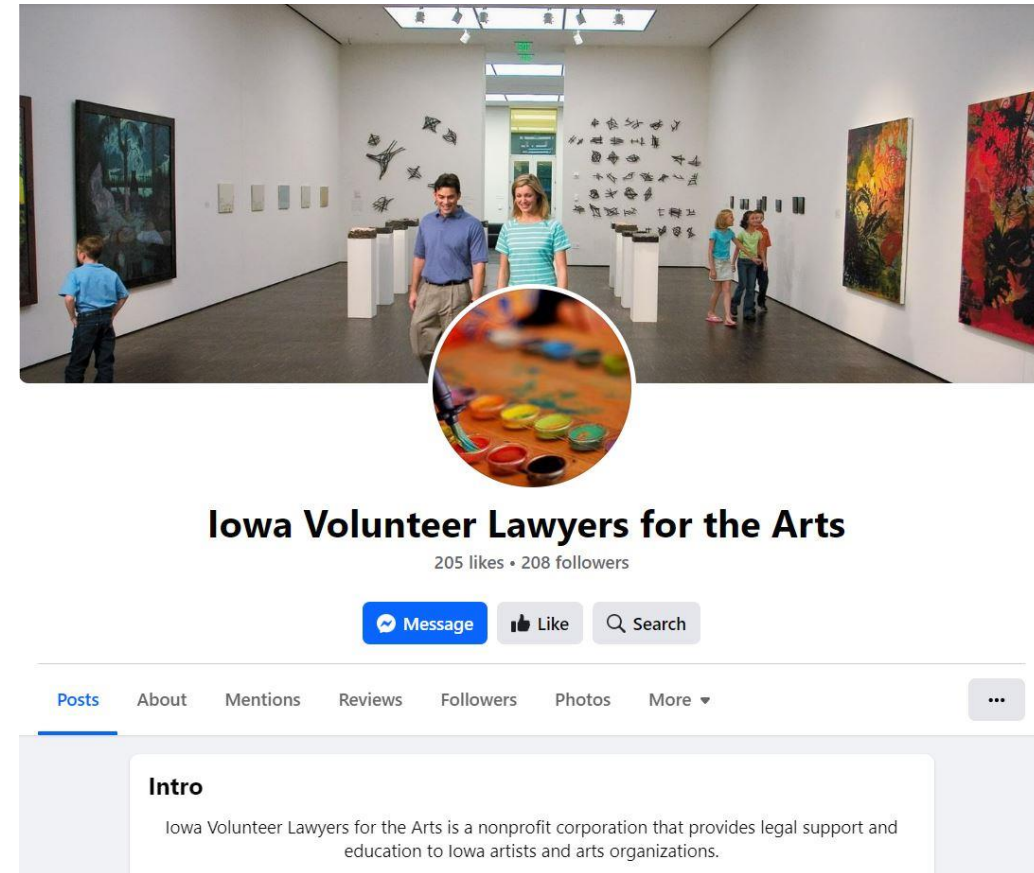 Iowa Volunteer Lawyers for the Arts
205 likes • 208 followers
Message
Like
Search
Posts
About
Mentions
Reviews
Followers
Photos
More
Intro
Iowa Volunteer Lawyers for the Arts is a nonprofit corporation that provides legal support and
education to Iowa artists and arts organizations.